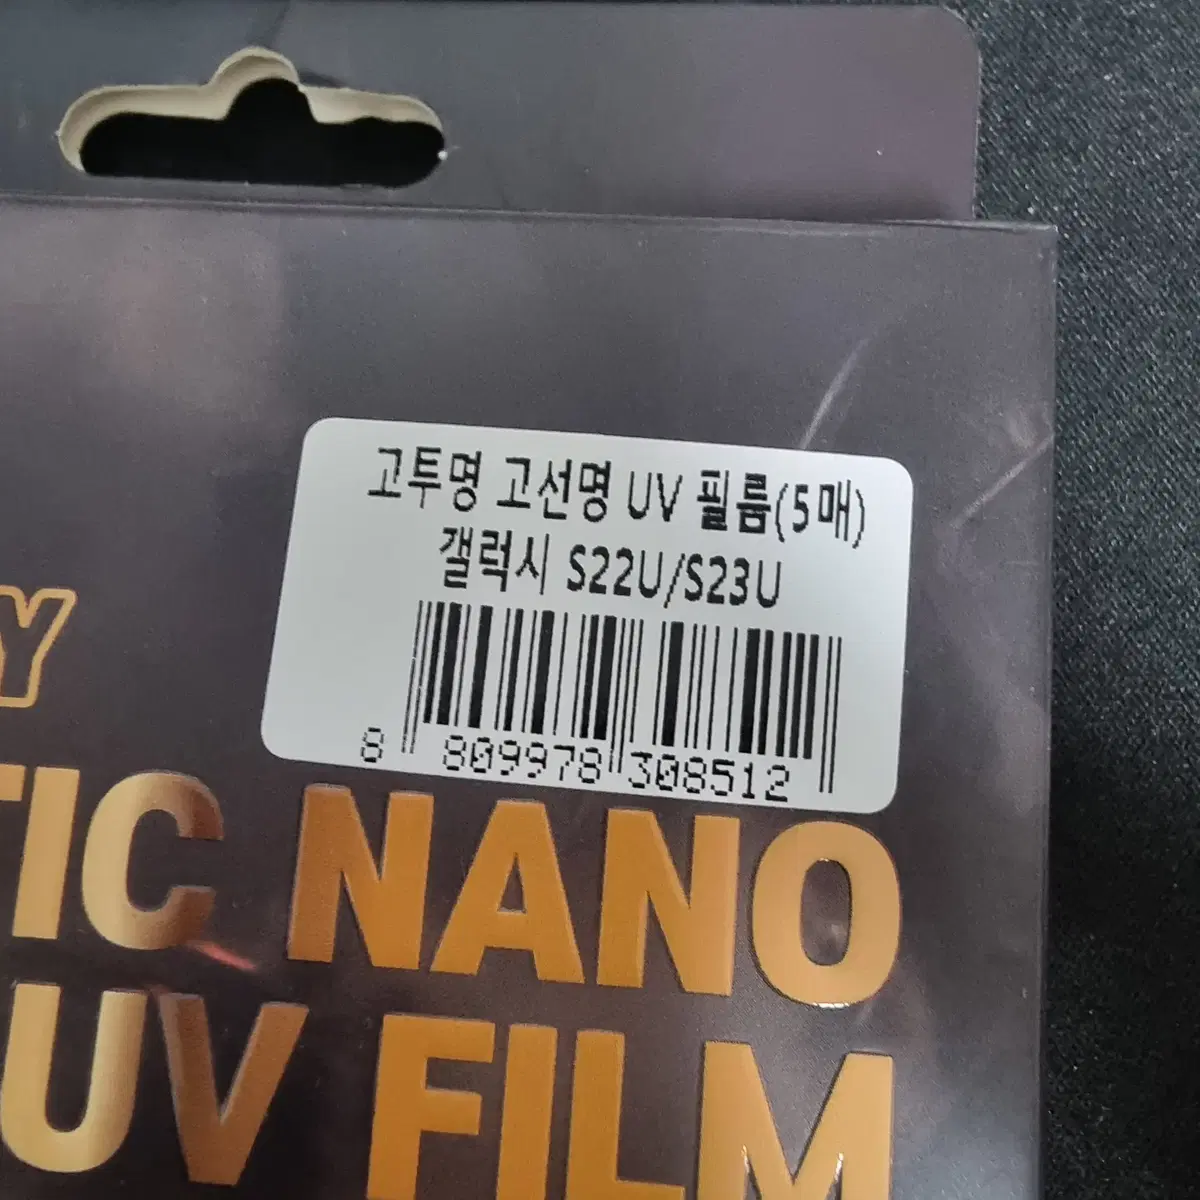 고투명 고선명 UV 필름(5매)
갤럭시 S22U/S23U
8 809978 308512
Y
TIC NANO
UV FILM